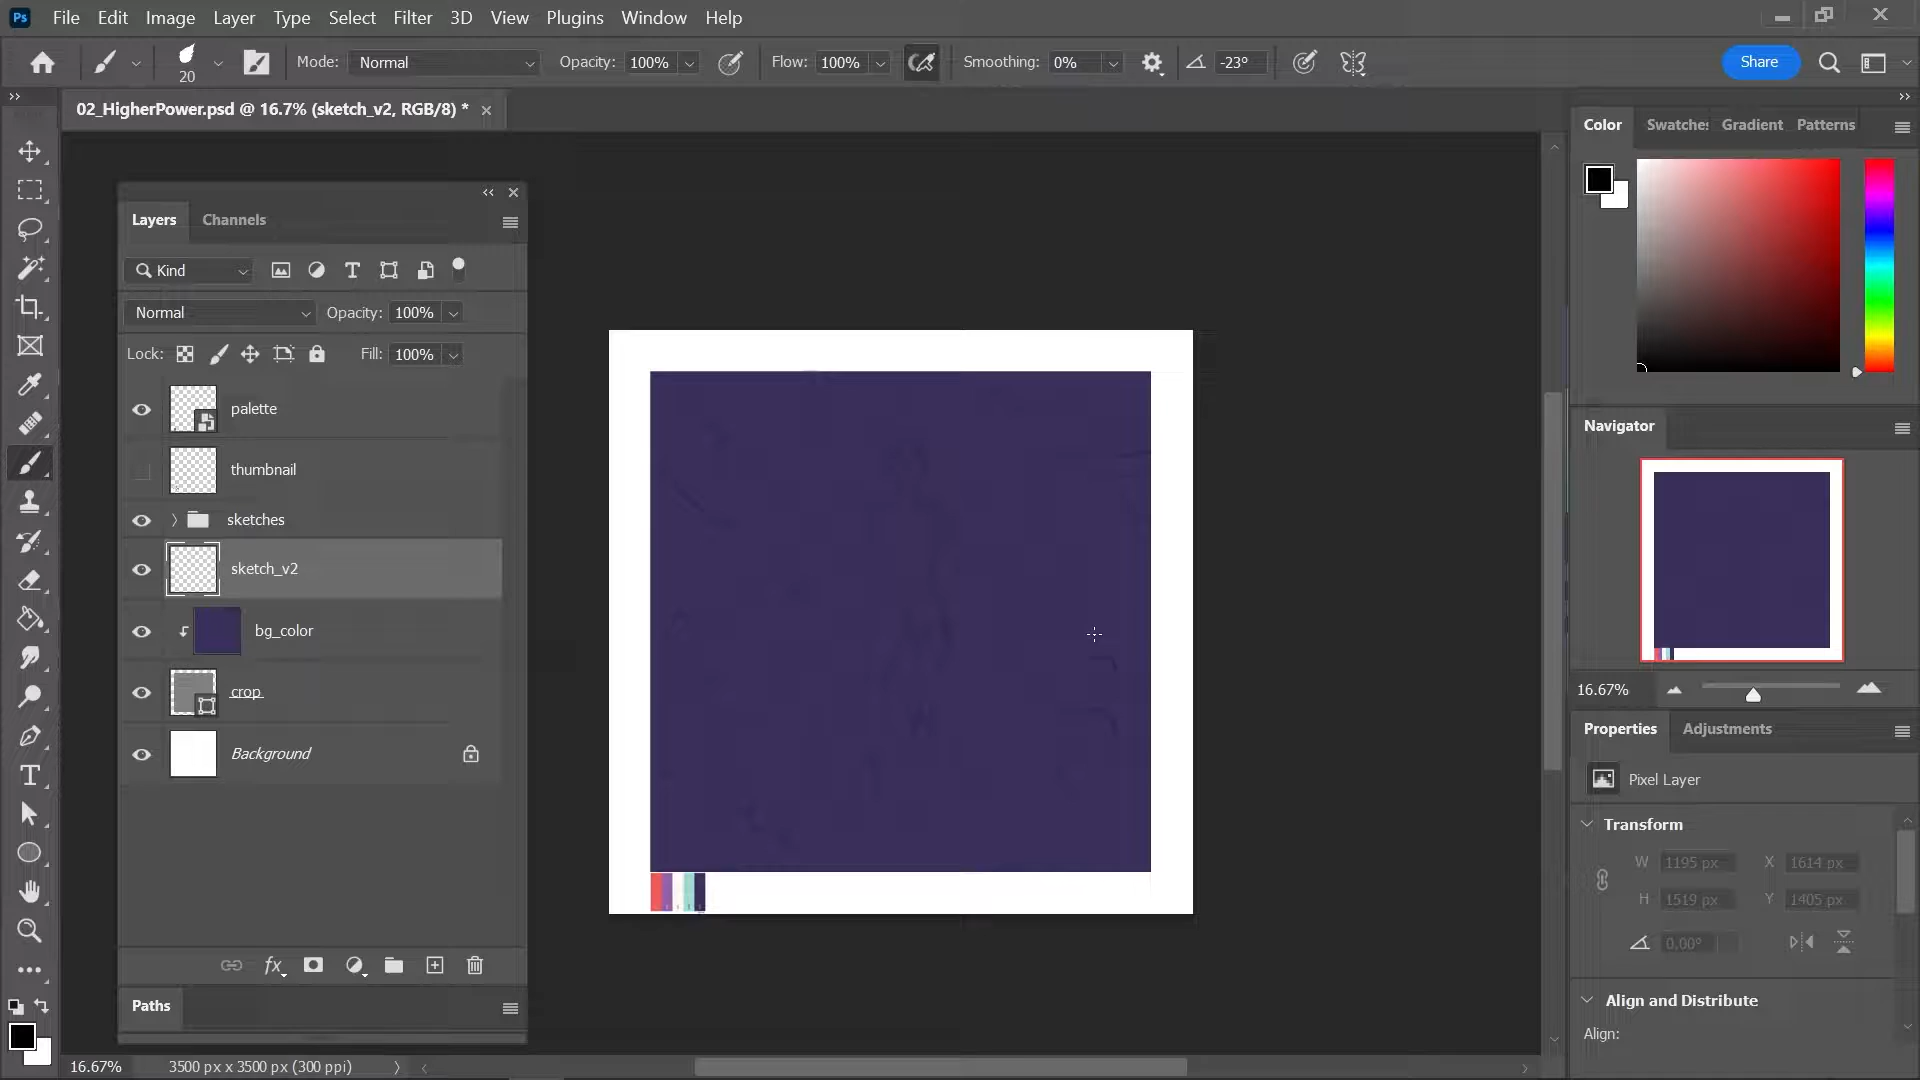 Ps File Edit Image Layer Type Select Filter 3D View Plugins Window Help
20 Mode: Normal Opacity: 100% Flow: 100% Smoothing: 0% -23° Share
02_HigherPower.psd @ 16.7% (sketch_v2, RGB/8) *
Layers Channels
Kind
Normal Opacity: 100%
Lock: Fill: 100%
palette
thumbnail
sketches
sketch_v2
bg_color
crop
Background
Paths
16.67% 3500 px x 3500 px (300 ppi)
Color Swatches Gradient Patterns
Navigator
16.67%
Properties Adjustments
Pixel Layer
Transform
W 1195 px X 1614 px
H 1519 px Y 1405 px
0.00°
Align and Distribute
Align: